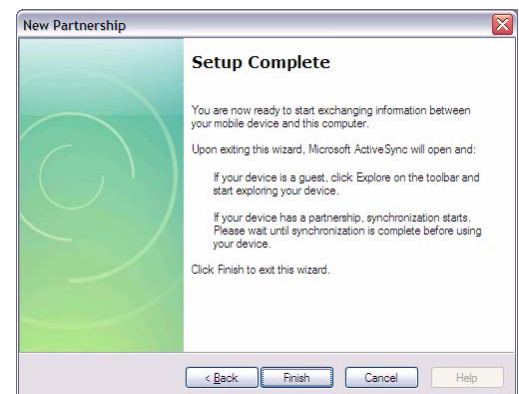 New Partnership
Setup Complete
You are now ready to start exchanging information between
your mobile device and this computer.
Upon exiting this wizard, Microsoft ActiveSync will open and:
If your device is a guest, click Explore on the toolbar and
start exploring your device.
If your device has a partnership, synchronization starts.
Please wait until synchronization is complete before using
your device.
Click Finish to exit this wizard.
< Back Finish Cancel Help